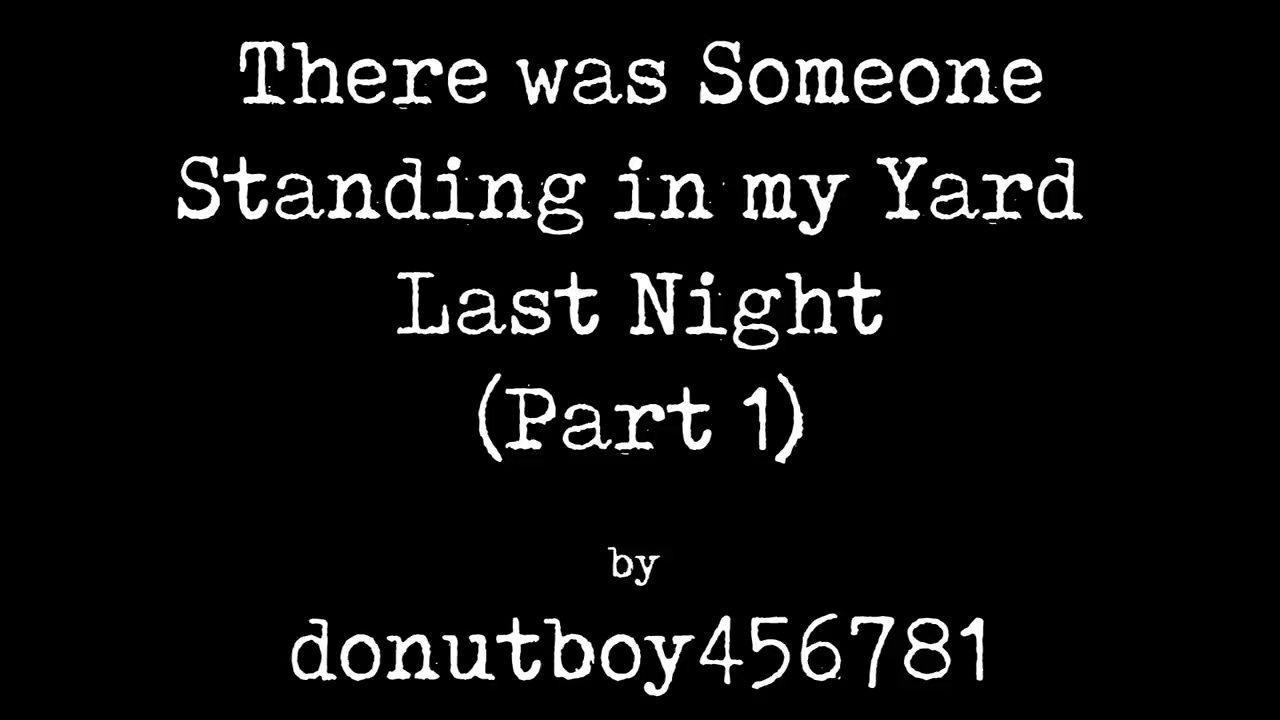 There was Someone
Standing in my Yard
Last Night
(Part 1)
by
donutboy456781